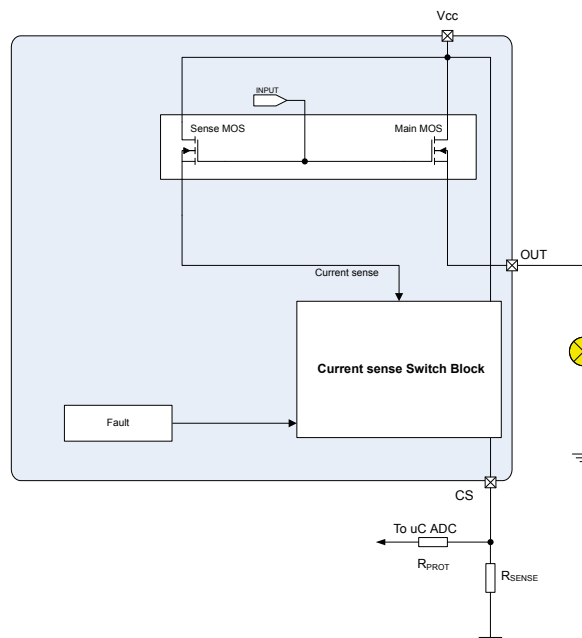 Vcc
INPUT
Sense MOS
Main MOS
OUT
Current sense
Current sense Switch Block
Fault
CS
To uC ADC
RPROT
RSENSE